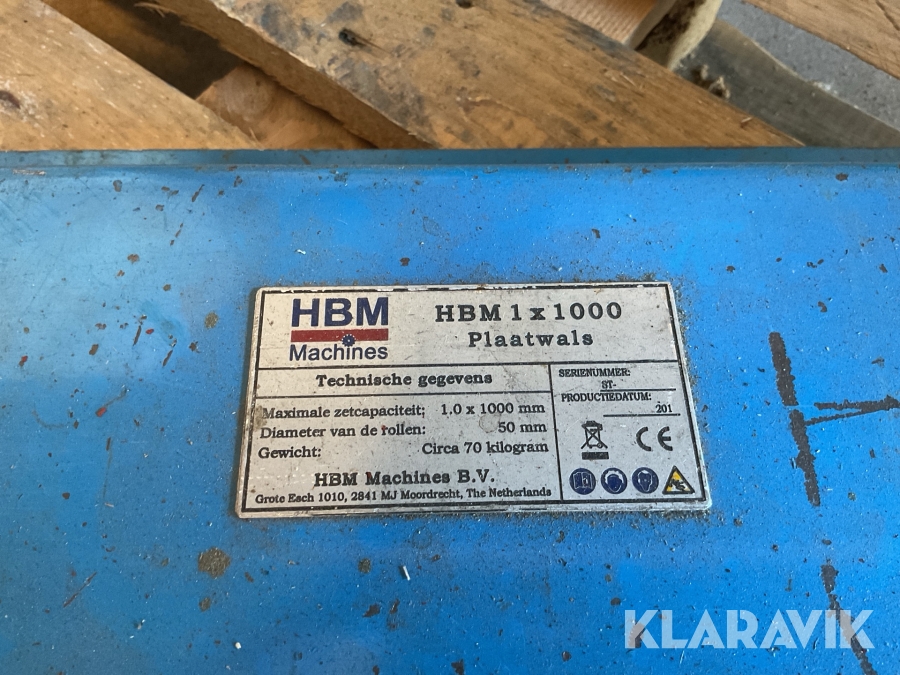 HBM
Machines
HBM 1 x 1000
Plaatwals
Technische gegevens
Maximale zetcapaciteit: 1,0 x 1000 mm
Diameter van de rollen: 50 mm
Gewicht: Circa 70 kilogram
HBM Machines B.V.
Grote Esch 1010, 2841 MJ Moordrecht, The Netherlands
SERIENUMMER:
ST-
PRODUCTIEDATUM:
201
CE
KLARAVIK